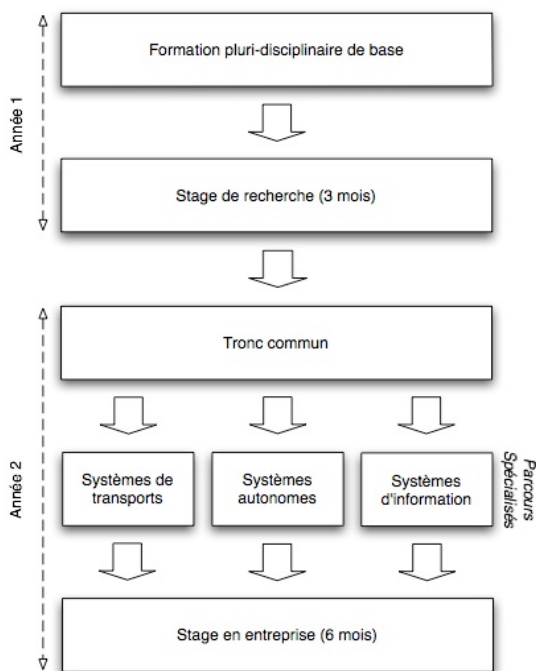 Formation pluri-disciplinaire de base
Année 1
Stage de recherche (3 mois)
Tronc commun
Année 2
Systèmes de
transports
Systèmes
autonomes
Systèmes
d'information
Parcours
Spécialisés
Stage en entreprise (6 mois)